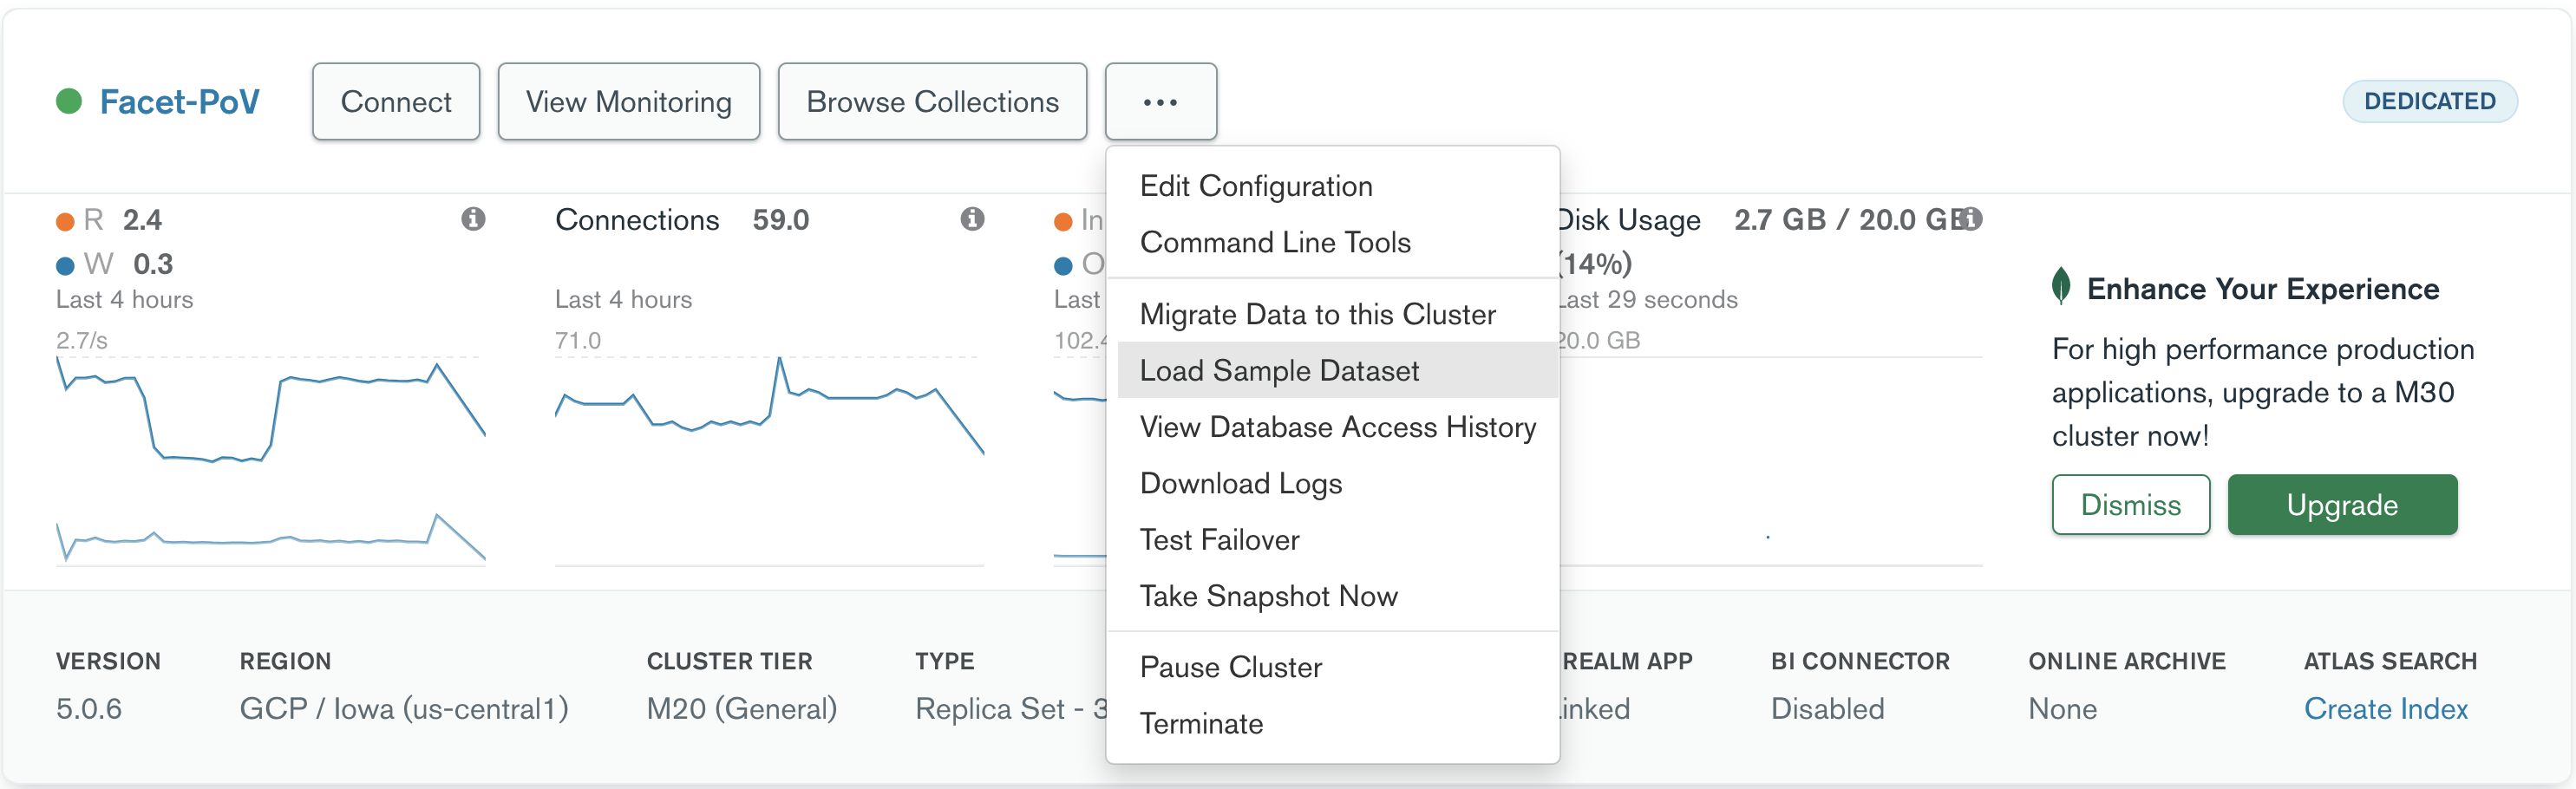 Facet-PoV
Connect
View Monitoring
Browse Collections
...
DEDICATED
R 2.4
W 0.3
Last 4 hours
2.7/s
Connections 59.0
Last 4 hours
71.0
In
Last
102.4
Edit Configuration
Command Line Tools
Migrate Data to this Cluster
Load Sample Dataset
View Database Access History
Download Logs
Test Failover
Take Snapshot Now
Pause Cluster
Terminate
Disk Usage 2.7 GB / 20.0 GB
(14%)
Last 29 seconds
20.0 GB
Enhance Your Experience
For high performance production
applications, upgrade to a M30
cluster now!
Dismiss
Upgrade
VERSION
5.0.6
REGION
GCP / Iowa (us-central1)
CLUSTER TIER
M20 (General)
TYPE
Replica Set - 3
REALM APP
Linked
BI CONNECTOR
Disabled
ONLINE ARCHIVE
None
ATLAS SEARCH
Create Index